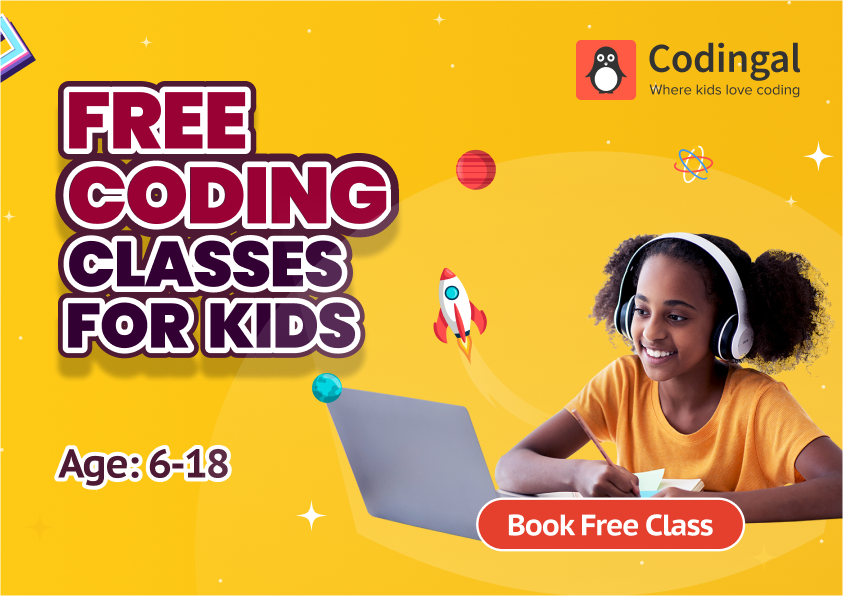 Codingal
Where kids love coding
FREE
CODING
CLASSES
FOR KIDS
Age: 6-18
Book Free Class